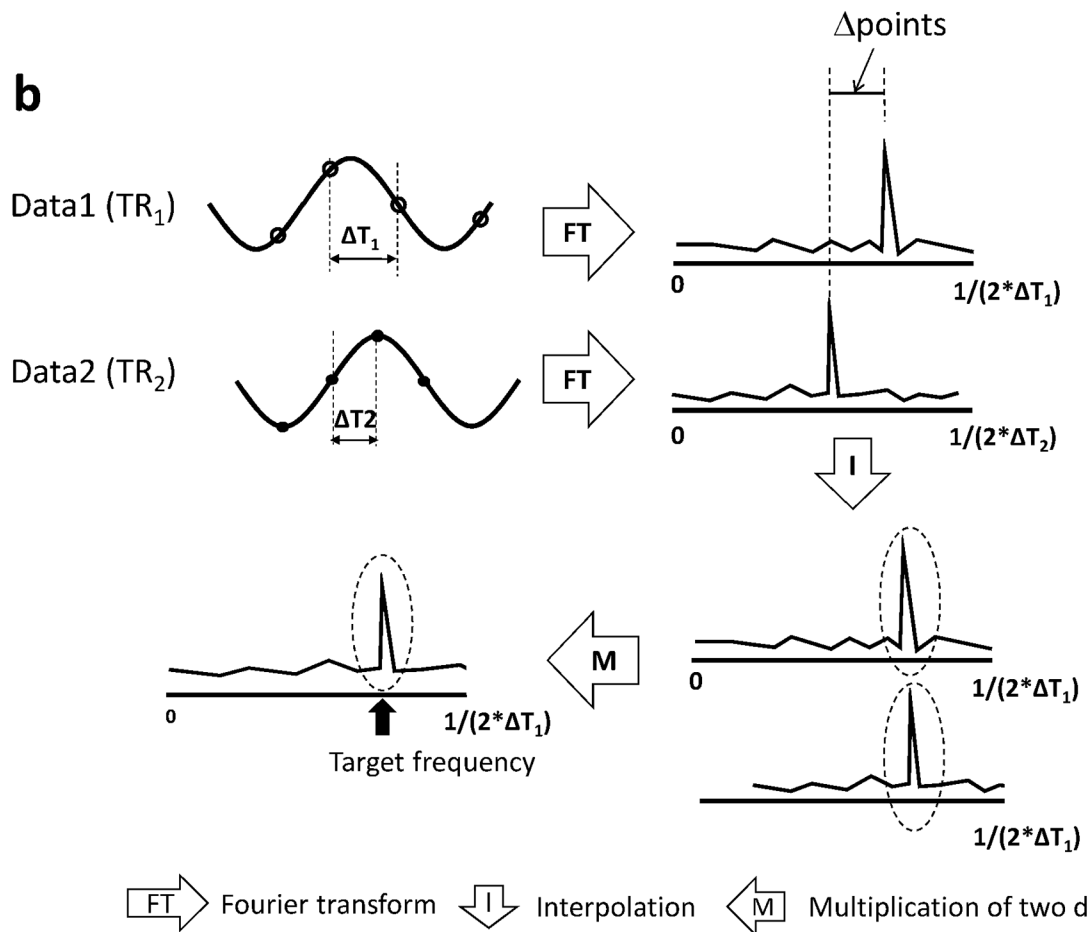 Δpoints
b
Data1 (TR₁)
ΔT₁
FT
0
1/(2*ΔT₁)
Data2 (TR₂)
ΔT2
FT
0
1/(2*ΔT₂)
I
M
0
1/(2*ΔT₁)
0
1/(2*ΔT₁)
Target frequency
1/(2*ΔT₁)
FT Fourier transform I Interpolation M Multiplication of two d